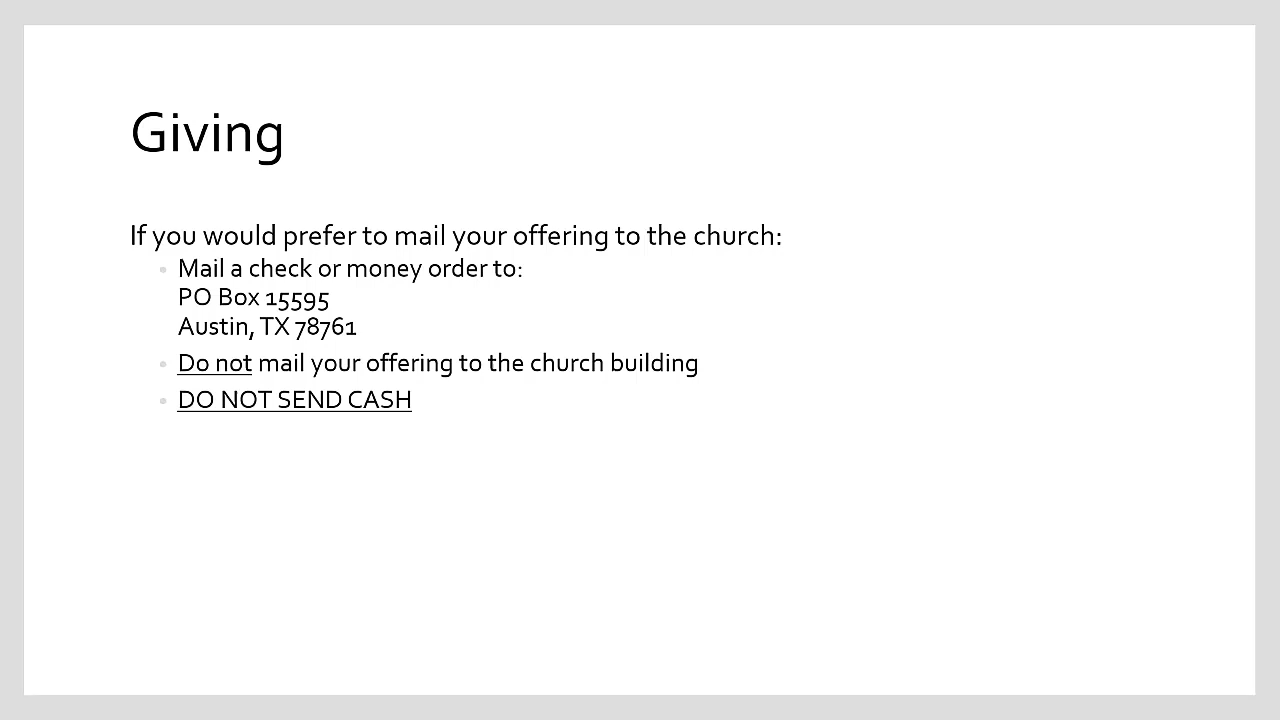 Giving
If you would prefer to mail your offering to the church:
Mail a check or money order to:
PO Box 15595
Austin, TX 78761
Do not mail your offering to the church building
DO NOT SEND CASH